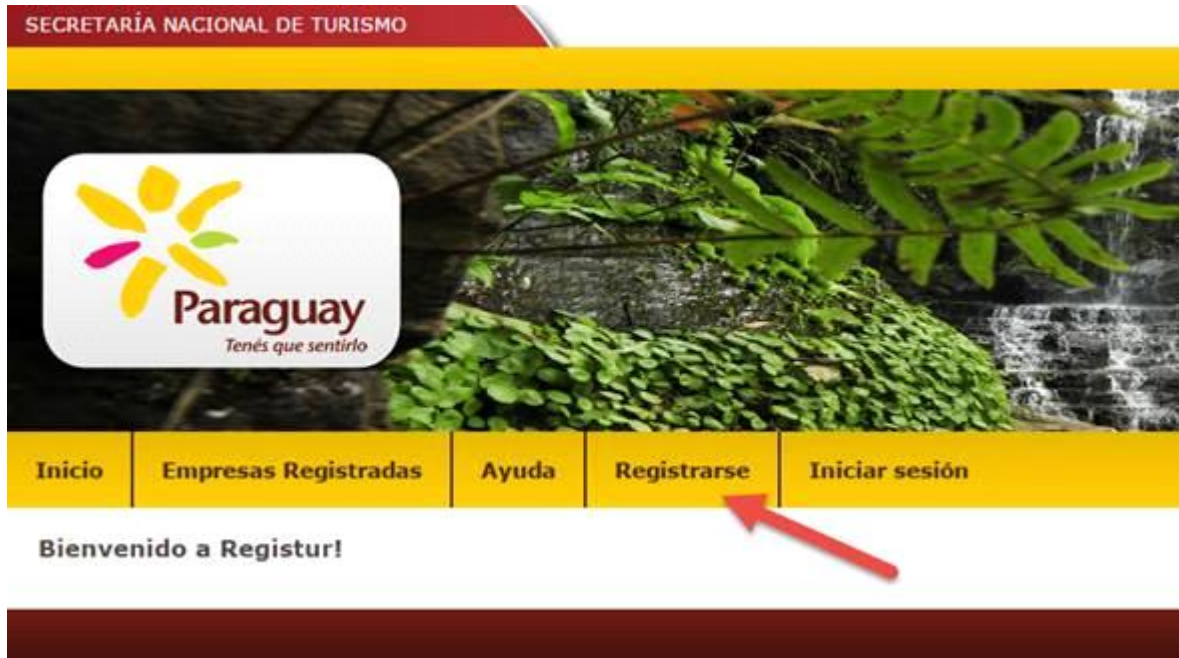 SECRETARÍA NACIONAL DE TURISMO
Paraguay
Tenés que sentirlo
Inicio Empresas Registradas Ayuda Registrarse Iniciar sesión
Bienvenido a Registur!